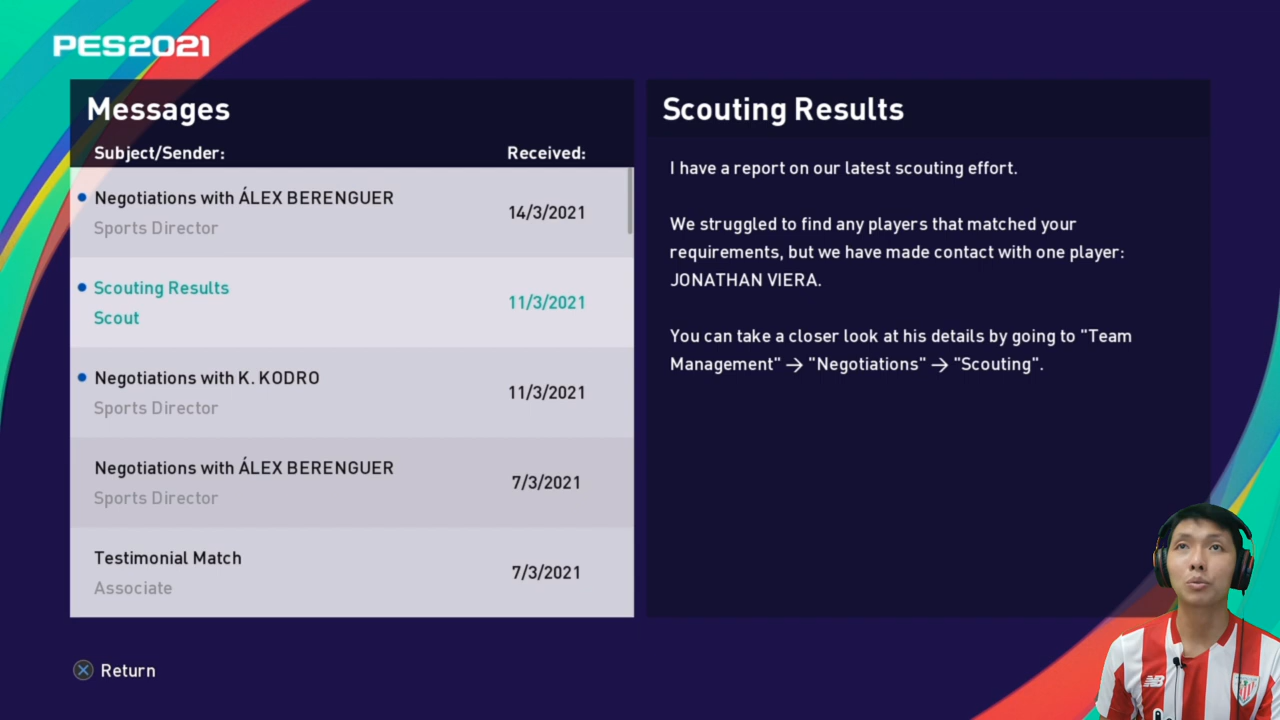 PES2021
Messages
Subject/Sender:
Received:
Negotiations with ÁLEX BERENGUER
Sports Director
14/3/2021
Scouting Results
Scout
11/3/2021
Negotiations with K. KODRO
Sports Director
11/3/2021
Negotiations with ÁLEX BERENGUER
Sports Director
7/3/2021
Testimonial Match
Associate
7/3/2021
Scouting Results
I have a report on our latest scouting effort.
We struggled to find any players that matched your
requirements, but we have made contact with one player:
JONATHAN VIERA.
You can take a closer look at his details by going to "Team
Management" → "Negotiations" → "Scouting".
Return
NB